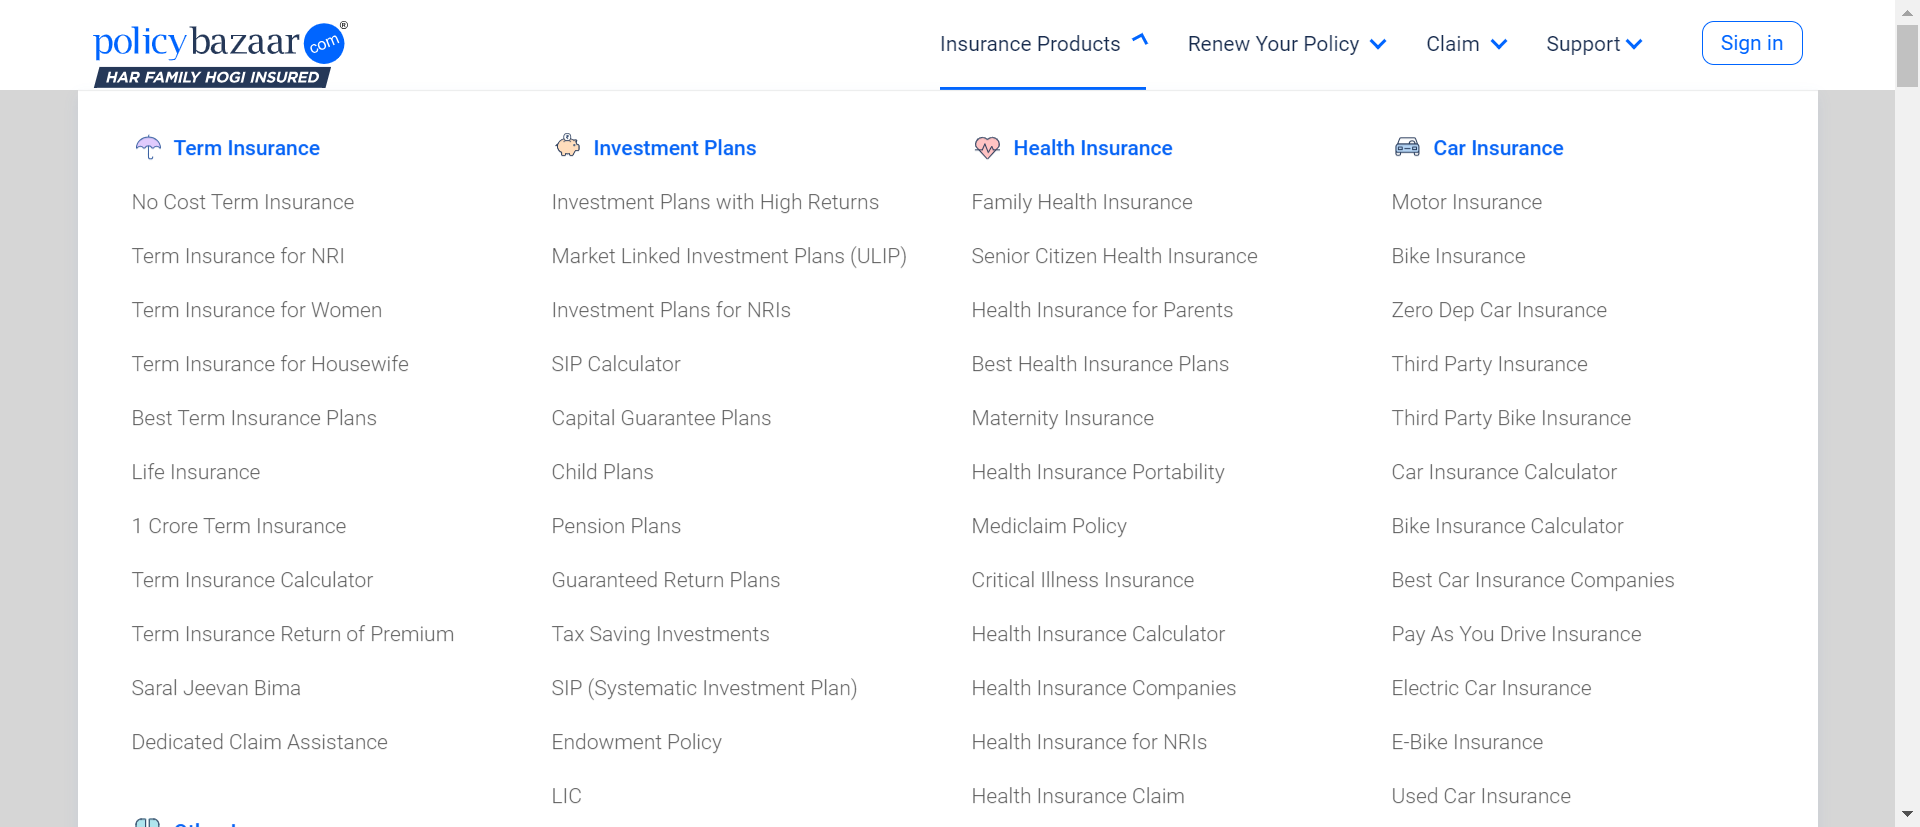 policybazaar com ®
HAR FAMILY HOGI INSURED
Insurance Products
Renew Your Policy
Claim
Support
Sign in
Term Insurance
No Cost Term Insurance
Term Insurance for NRI
Term Insurance for Women
Term Insurance for Housewife
Best Term Insurance Plans
Life Insurance
1 Crore Term Insurance
Term Insurance Calculator
Term Insurance Return of Premium
Saral Jeevan Bima
Dedicated Claim Assistance
Investment Plans
Investment Plans with High Returns
Market Linked Investment Plans (ULIP)
Investment Plans for NRIs
SIP Calculator
Capital Guarantee Plans
Child Plans
Pension Plans
Guaranteed Return Plans
Tax Saving Investments
SIP (Systematic Investment Plan)
Endowment Policy
LIC
Health Insurance
Family Health Insurance
Senior Citizen Health Insurance
Health Insurance for Parents
Best Health Insurance Plans
Maternity Insurance
Health Insurance Portability
Mediclaim Policy
Critical Illness Insurance
Health Insurance Calculator
Health Insurance Companies
Health Insurance for NRIs
Health Insurance Claim
Car Insurance
Motor Insurance
Bike Insurance
Zero Dep Car Insurance
Third Party Insurance
Third Party Bike Insurance
Car Insurance Calculator
Bike Insurance Calculator
Best Car Insurance Companies
Pay As You Drive Insurance
Electric Car Insurance
E-Bike Insurance
Used Car Insurance